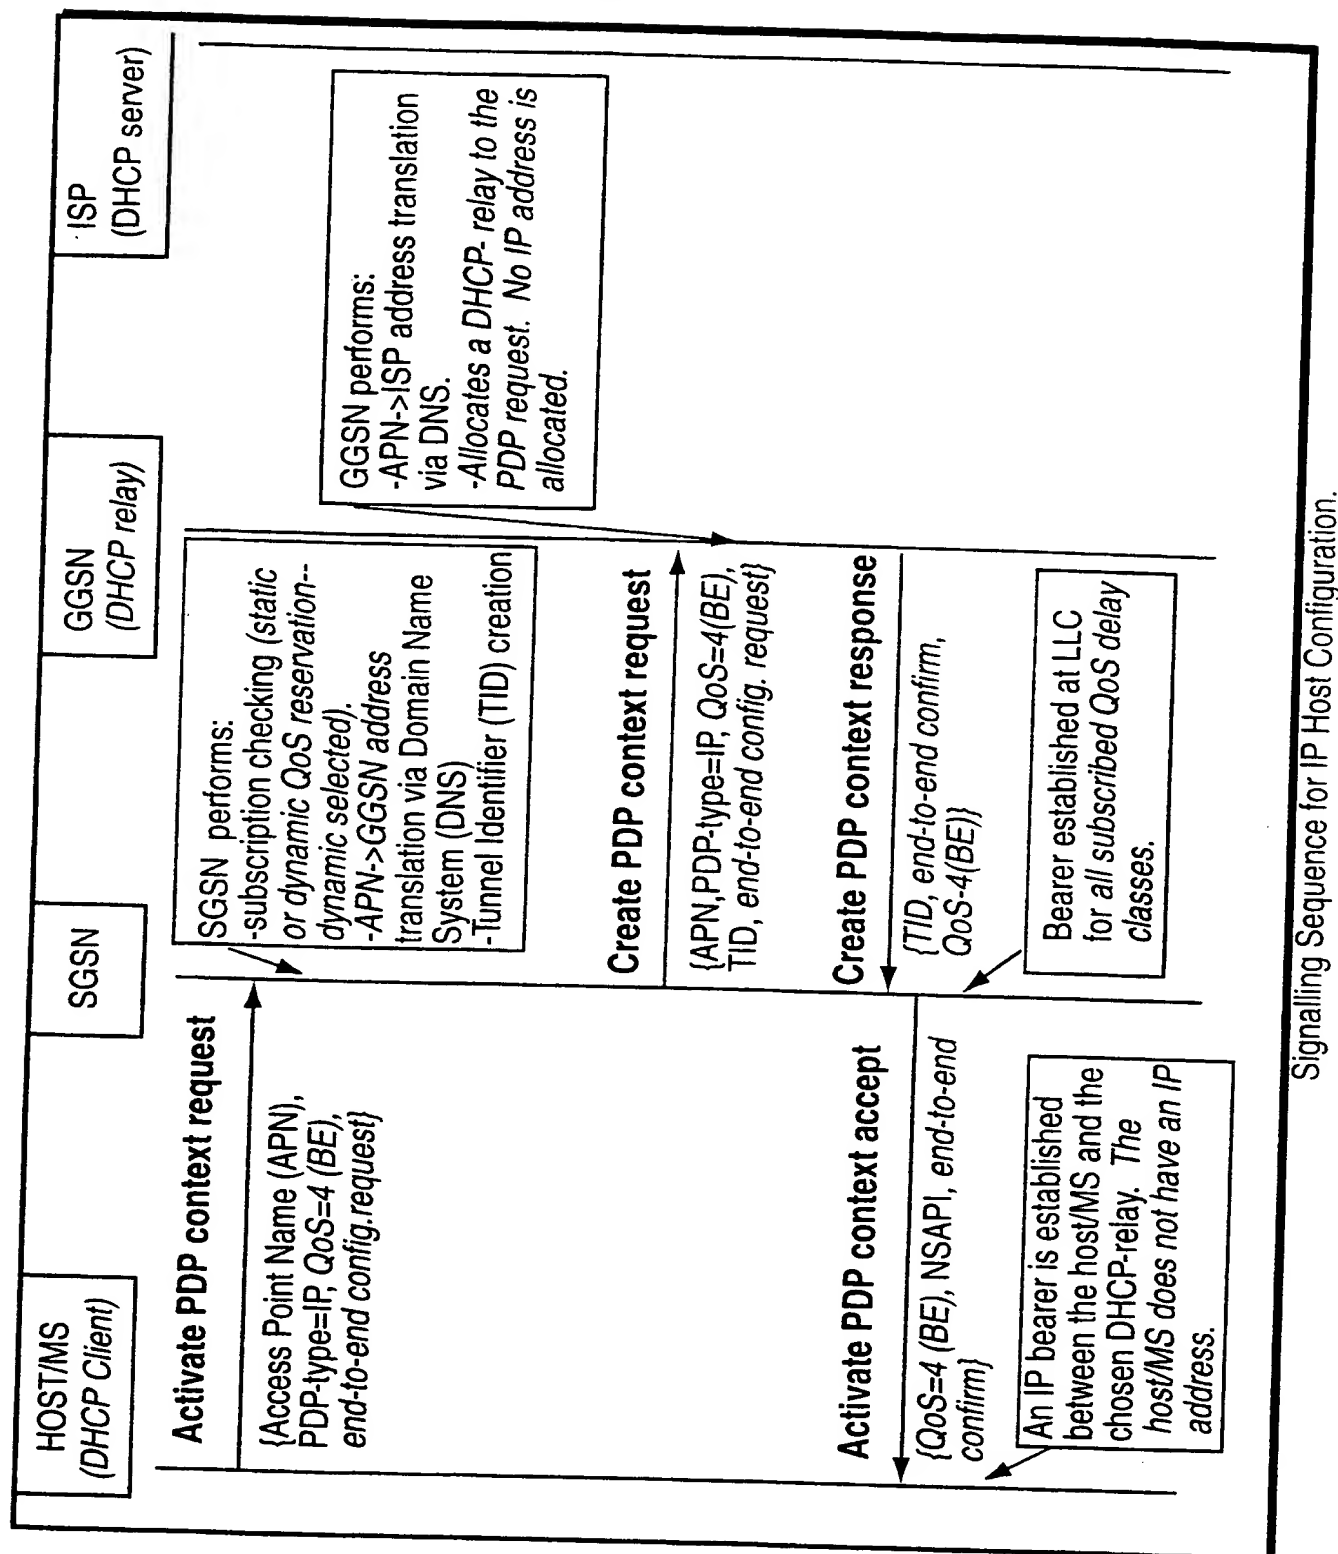 HOST/MS
(DHCP Client)
SGSN
GGSN
(DHCP relay)
ISP
(DHCP server)
Activate PDP context request
{Access Point Name (APN),
PDP-type=IP, QoS=4 (BE),
end-to-end config.request}
SGSN performs:
-subscription checking (static
or dynamic QoS reservation--
dynamic selected).
-APN->GGSN address
translation via Domain Name
System (DNS)
-Tunnel Identifier (TID) creation
GGSN performs:
-APN->ISP address translation
via DNS.
-Allocates a DHCP- relay to the
PDP request. No IP address is
allocated.
Create PDP context request
{APN,PDP-type=IP, QoS=4(BE),
TID, end-to-end config. request}
Create PDP context response
{TID, end-to-end confirm,
QoS-4(BE)}
Activate PDP context accept
{QoS=4 (BE), NSAPI, end-to-end
confirm}
Bearer established at LLC
for all subscribed QoS delay
classes.
An IP bearer is established
between the host/MS and the
chosen DHCP-relay. The
host/MS does not have an IP
address.
Signalling Sequence for IP Host Configuration.